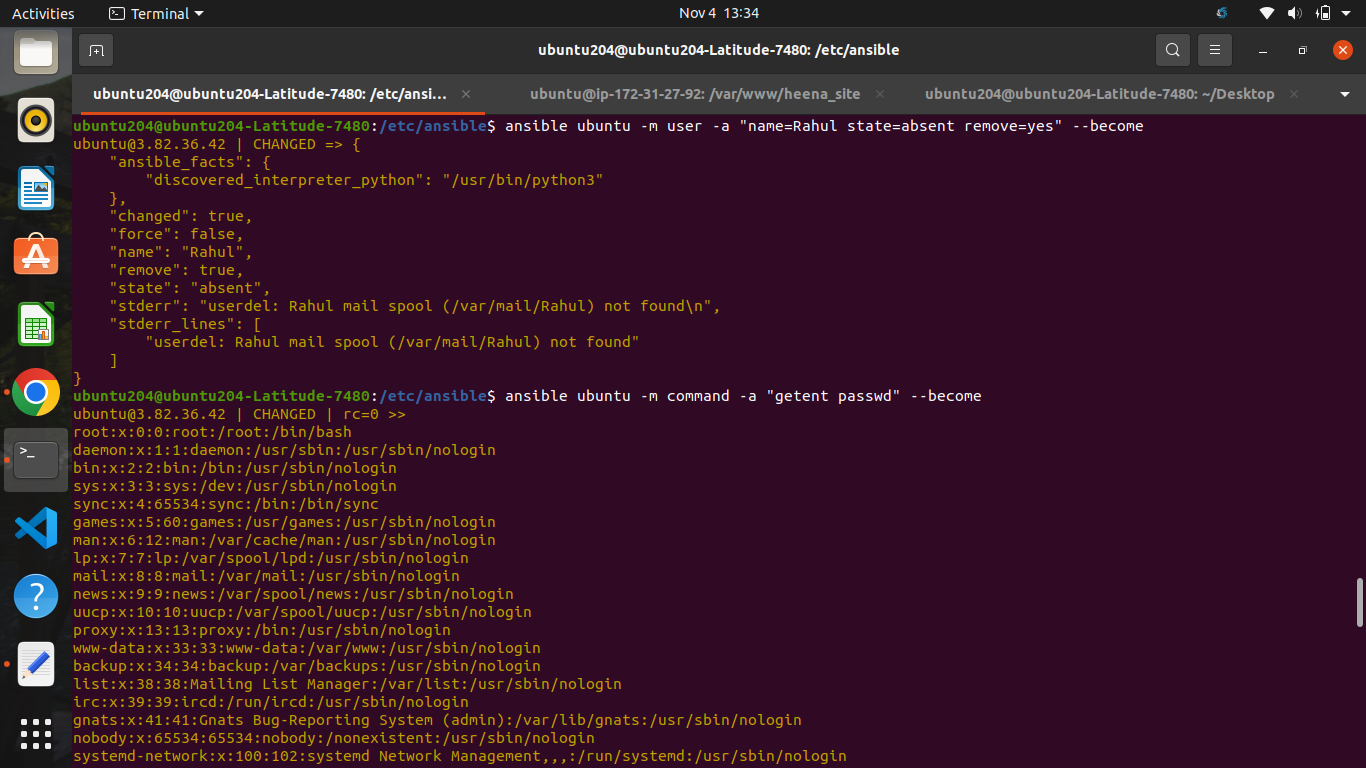 Activities
Terminal
Nov 4 13:34
ubuntu204@ubuntu204-Latitude-7480: /etc/ansible
ubuntu204@ubuntu204-Latitude-7480: /etc/ansi...
ubuntu@ip-172-31-27-92: /var/www/heena_site
ubuntu204@ubuntu204-Latitude-7480: ~/Desktop
ubuntu204@ubuntu204-Latitude-7480:/etc/ansible$ ansible ubuntu -m user -a "name=Rahul state=absent remove=yes" --become
ubuntu@3.82.36.42 | CHANGED => {
    "ansible_facts": {
        "discovered_interpreter_python": "/usr/bin/python3"
    },
    "changed": true,
    "force": false,
    "name": "Rahul",
    "remove": true,
    "state": "absent",
    "stderr": "userdel: Rahul mail spool (/var/mail/Rahul) not found\n",
    "stderr_lines": [
        "userdel: Rahul mail spool (/var/mail/Rahul) not found"
    ]
}
ubuntu204@ubuntu204-Latitude-7480:/etc/ansible$ ansible ubuntu -m command -a "getent passwd" --become
ubuntu@3.82.36.42 | CHANGED | rc=0 >>
root:x:0:0:root:/root:/bin/bash
daemon:x:1:1:daemon:/usr/sbin:/usr/sbin/nologin
bin:x:2:2:bin:/bin:/usr/sbin/nologin
sys:x:3:3:sys:/dev:/usr/sbin/nologin
sync:x:4:65534:sync:/bin:/bin/sync
games:x:5:60:games:/usr/games:/usr/sbin/nologin
man:x:6:12:man:/var/cache/man:/usr/sbin/nologin
lp:x:7:7:lp:/var/spool/lpd:/usr/sbin/nologin
mail:x:8:8:mail:/var/mail:/usr/sbin/nologin
news:x:9:9:news:/var/spool/news:/usr/sbin/nologin
uucp:x:10:10:uucp:/var/spool/uucp:/usr/sbin/nologin
proxy:x:13:13:proxy:/bin:/usr/sbin/nologin
www-data:x:33:33:www-data:/var/www:/usr/sbin/nologin
backup:x:34:34:backup:/var/backups:/usr/sbin/nologin
list:x:38:38:Mailing List Manager:/var/list:/usr/sbin/nologin
irc:x:39:39:ircd:/run/ircd:/usr/sbin/nologin
gnats:x:41:41:Gnats Bug-Reporting System (admin):/var/lib/gnats:/usr/sbin/nologin
nobody:x:65534:65534:nobody:/nonexistent:/usr/sbin/nologin
systemd-network:x:100:102:systemd Network Management,,,:/run/systemd:/usr/sbin/nologin